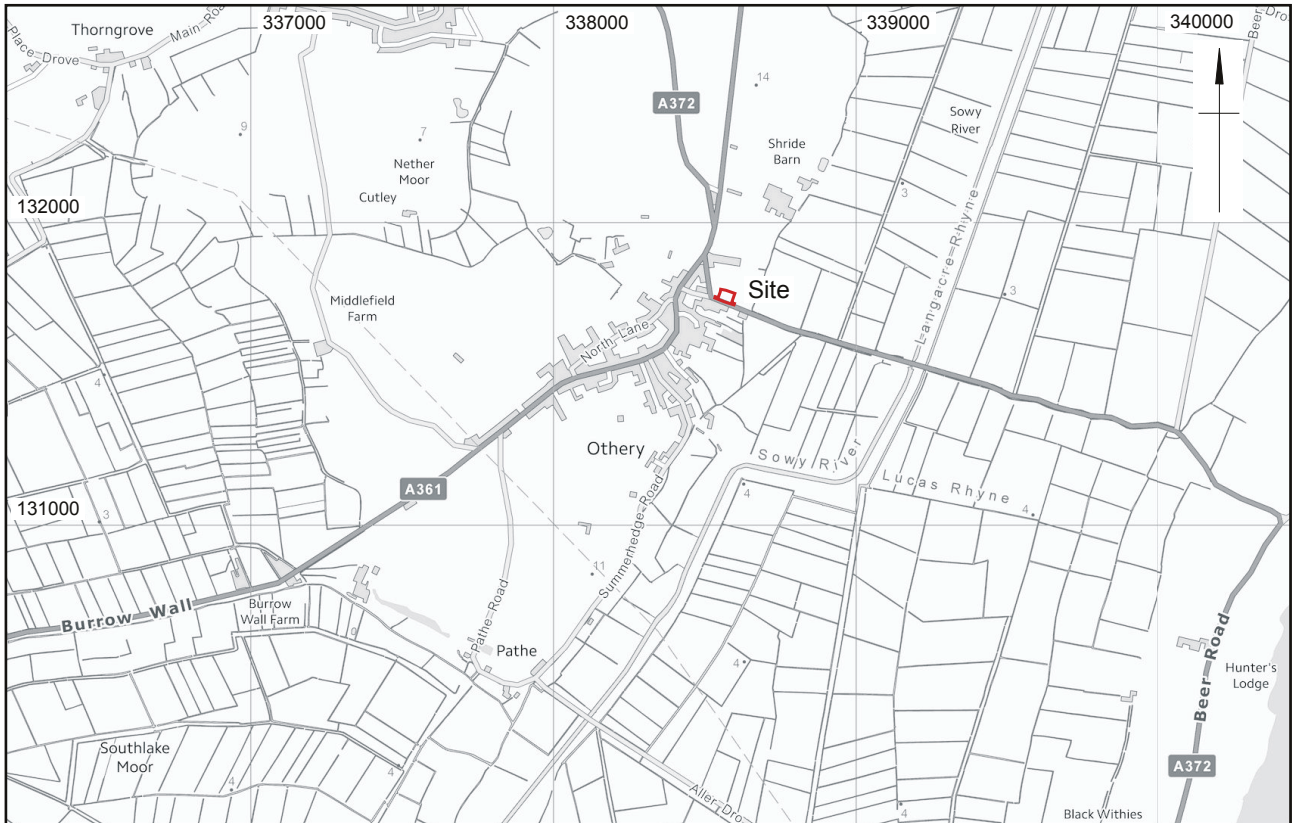 337000
338000
339000
340000
Thorngrove
Main Roa
Place Drove
Beer Dro
A372
14
Sowy
River
9
7
Nether
Moor
Cutley
Shride
Barn
3
132000
Langacre Rhyne
Site
3
Middlefield
Farm
North Lane
4
Othery
Sowy River
Lucas Rhyne
4
4
A361
131000
3
Summerhedge Road
11
Burrow Wall
Burrow
Wall Farm
0
Pathe Road
Pathe
4
Beer Road
Hunter's
Lodge
Southlake
Moor
4
4
A372
Aller Dro
4
Black Withies